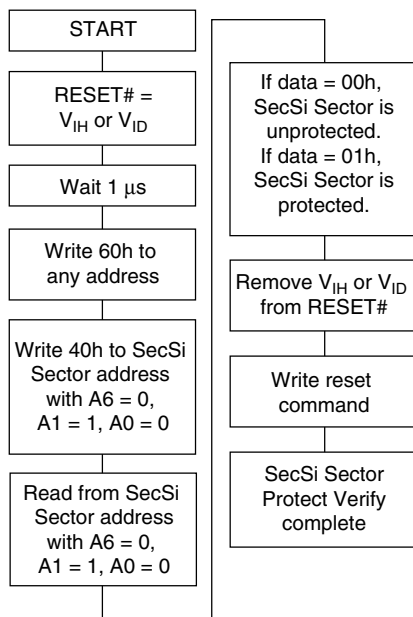 START
RESET# =
V_IH or V_ID
Wait 1 µs
Write 60h to
any address
Write 40h to SecSi
Sector address
with A6 = 0,
A1 = 1, A0 = 0
Read from SecSi
Sector address
with A6 = 0,
A1 = 1, A0 = 0
If data = 00h,
SecSi Sector is
unprotected.
If data = 01h,
SecSi Sector is
protected.
Remove V_IH or V_ID
from RESET#
Write reset
command
SecSi Sector
Protect Verify
complete